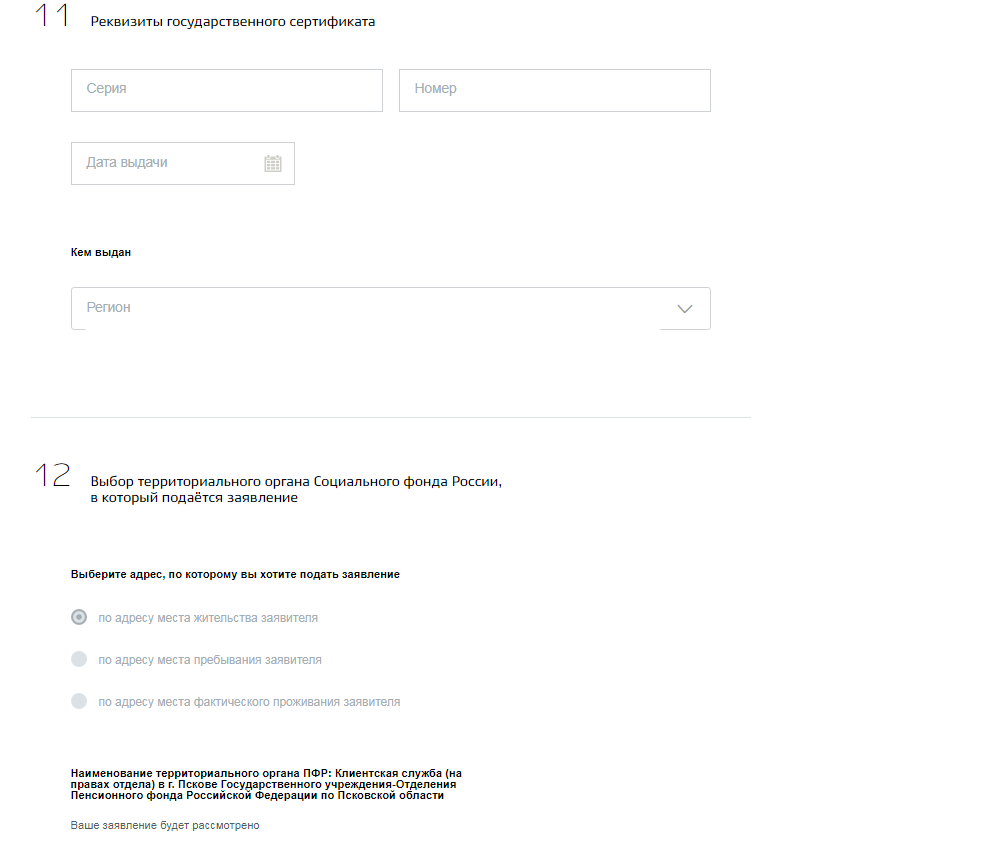 11 Реквизиты государственного сертификата
Серия Номер
Дата выдачи
Кем выдан
Регион
12 Выбор территориального органа Социального фонда России,
в который подаётся заявление
Выберите адрес, по которому вы хотите подать заявление
по адресу места жительства заявителя
по адресу места пребывания заявителя
по адресу места фактического проживания заявителя
Наименование территориального органа ПФР: Клиентская служба (на
правах отдела) в г. Пскове Государственного учреждения-Отделения
Пенсионного фонда Российской Федерации по Псковской области
Ваше заявление будет рассмотрено